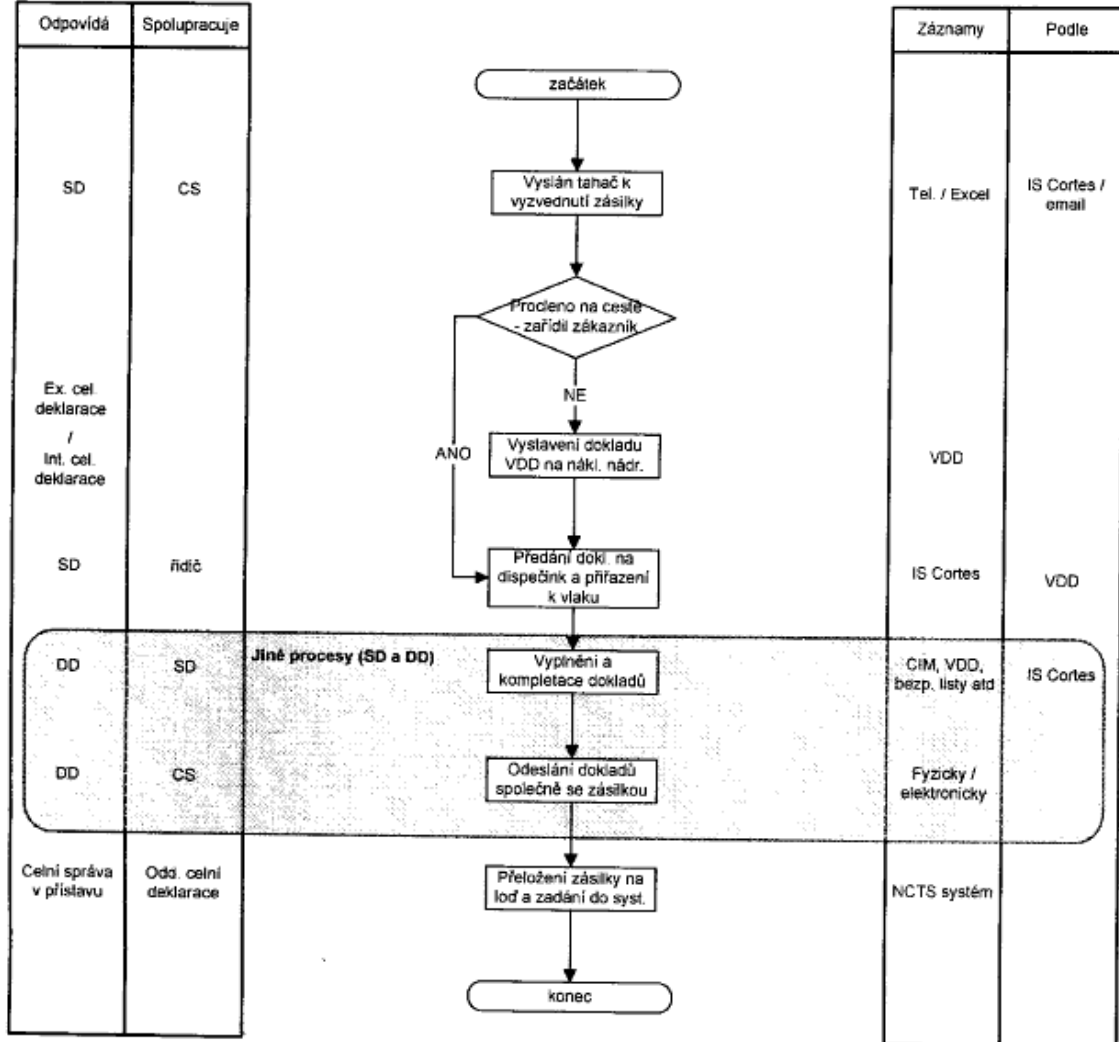 Odpovídá Spolupracuje
Záznamy Podle
začátek
SD CS
Vyslán tahač k
vyzvednutí zásilky
Tel. / Excel
IS Cortes /
email
Procleno na cestě
- zařídil zákazník
Ex. cel.
deklarace
/
Int. cel.
deklarace
NE
ANO
Vystavení dokladu
VDD na nákl. nádr.
VDD
SD řidič
Předání dokl. na
dispečink a přiřazení
k vlaku
IS Cortes
VDD
Jiné procesy (SD a DD)
DD SD
Vyplnění a
kompletace dokladů
CIM, VDD,
bezp. listy atd
IS Cortes
DD CS
Odeslání dokladů
společně se zásilkou
Fyzicky /
elektronicky
Celní správa
v přístavu
Odd. celní
deklarace
Přeložení zásilky na
loď a zadání do syst.
NCTS systém
konec